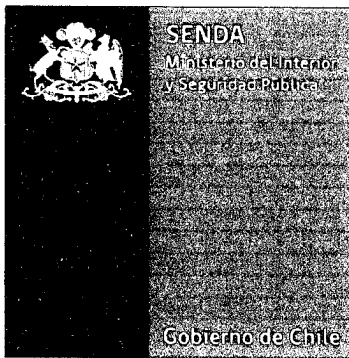 SENDA
Ministerio del Interior
y Seguridad Pública
Gobierno de Chile